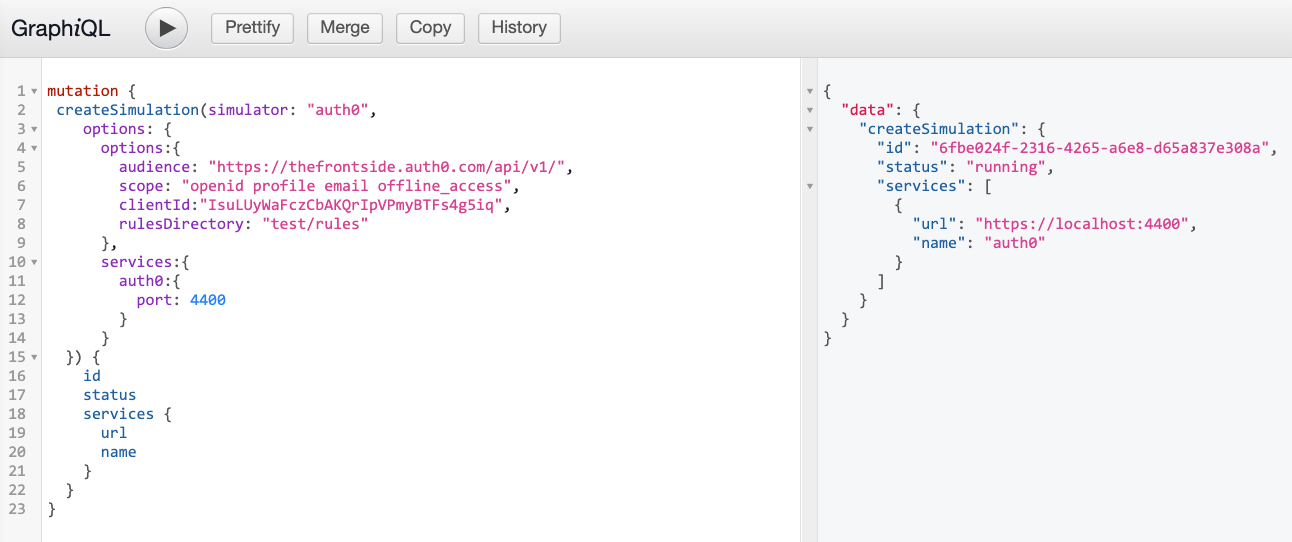 GraphiQL Prettify Merge Copy History
1 mutation {
2 createSimulation(simulator: "auth0",
3 options: {
4 options:{
5 audience: "https://thefrontside.auth0.com/api/v1/",
6 scope: "openid profile email offline_access",
7 clientId:"IsuLUyWaFczCbAKQrIpVPmyBTFs4g5iq",
8 rulesDirectory: "test/rules"
9 },
10 services:{
11 auth0:{
12 port: 4400
13 }
14 }
15 }) {
16 id
17 status
18 services {
19 url
20 name
21 }
22 }
23 }
{
"data": {
"createSimulation": {
"id": "6fbe024f-2316-4265-a6e8-d65a837e308a",
"status": "running",
"services": [
{
"url": "https://localhost:4400",
"name": "auth0"
}
]
}
}
}